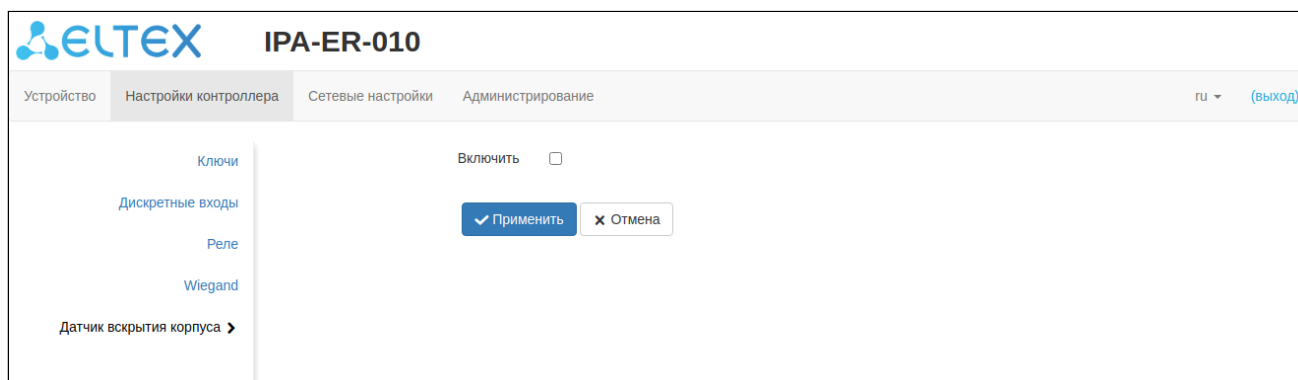 ELTEX IPA-ER-010
Устройство Настройки контроллера Сетевые настройки Администрирование ru (выход)
Ключи
Включить
Дискретные входы
Применить Отмена
Реле
Wiegand
Датчик вскрытия корпуса